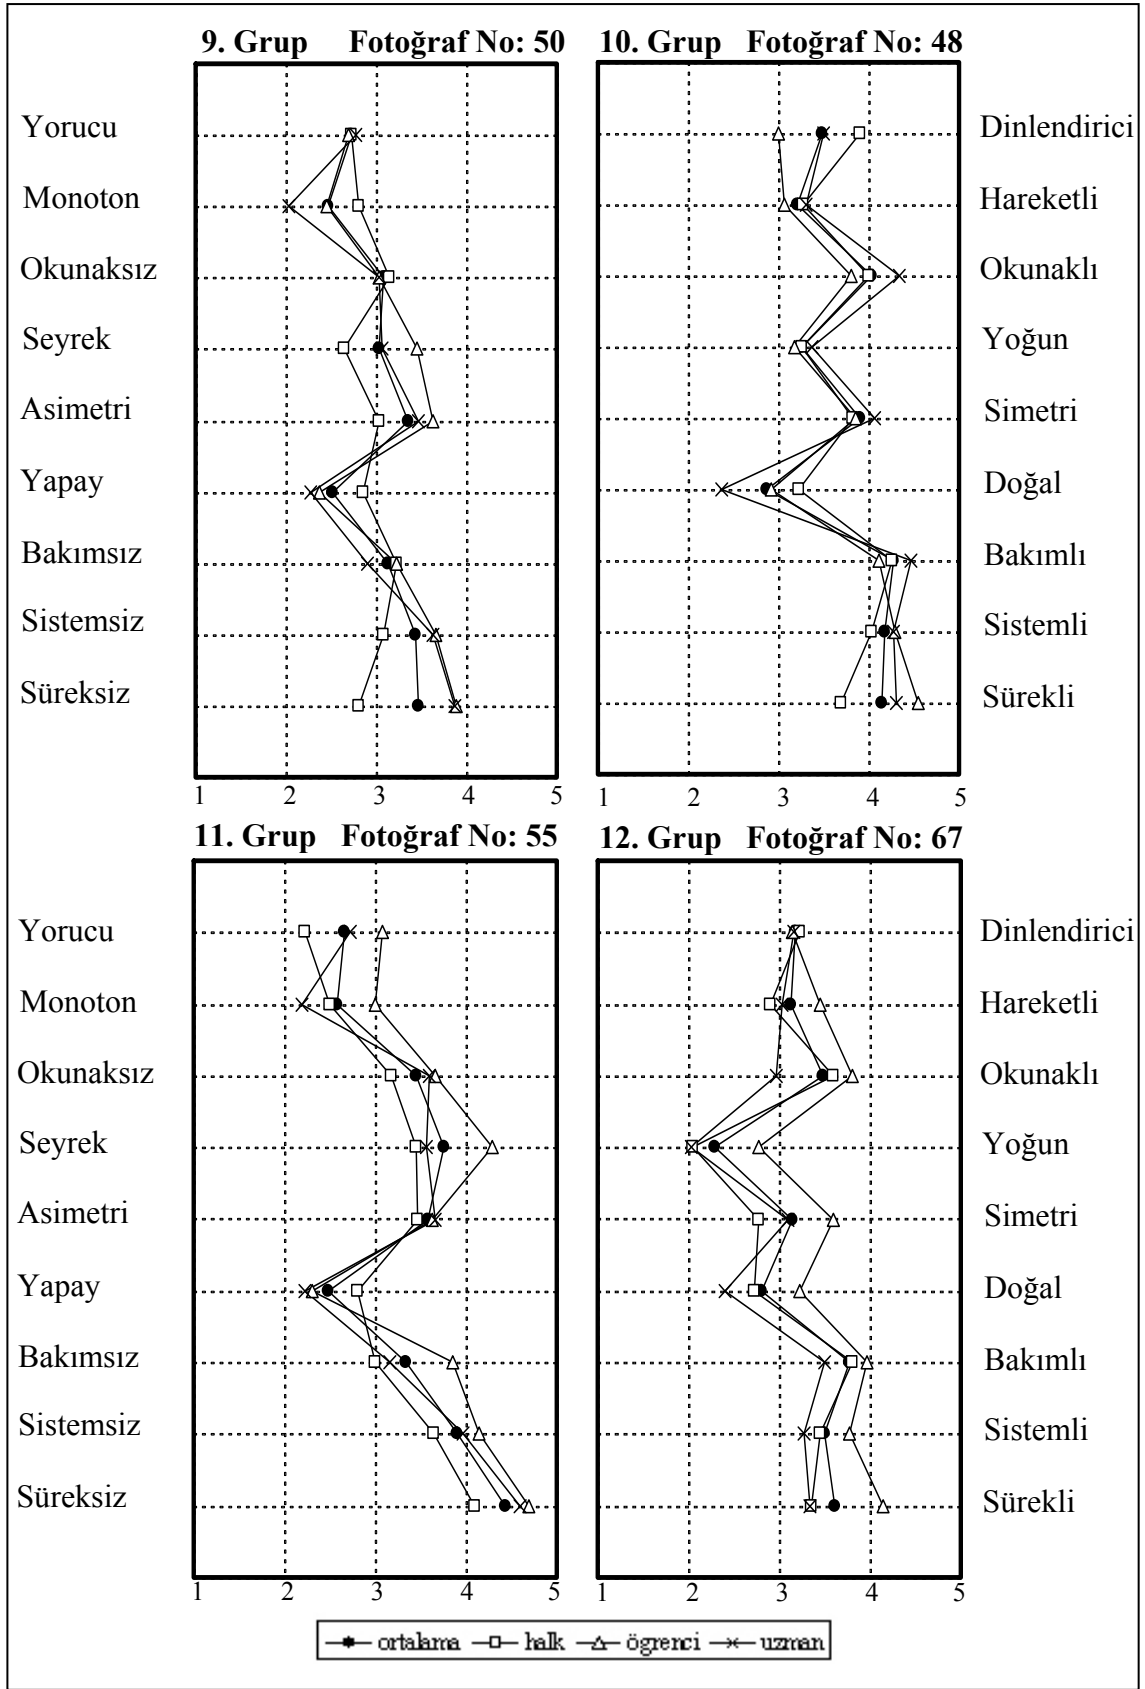 9. Grup Fotoğraf No: 50 10. Grup Fotoğraf No: 48
Yorucu Dinlendirici
Monoton Hareketli
Okunaksız Okunaklı
Seyrek Yoğun
Asimetri Simetri
Yapay Doğal
Bakımsız Bakımlı
Sistemsiz Sistemli
Süreksiz Sürekli
1 2 3 4 5 1 2 3 4 5
11. Grup Fotoğraf No: 55 12. Grup Fotoğraf No: 67
Yorucu Dinlendirici
Monoton Hareketli
Okunaksız Okunaklı
Seyrek Yoğun
Asimetri Simetri
Yapay Doğal
Bakımsız Bakımlı
Sistemsiz Sistemli
Süreksiz Sürekli
1 2 3 4 5 1 2 3 4 5
ortalama halk ögrenci uzman